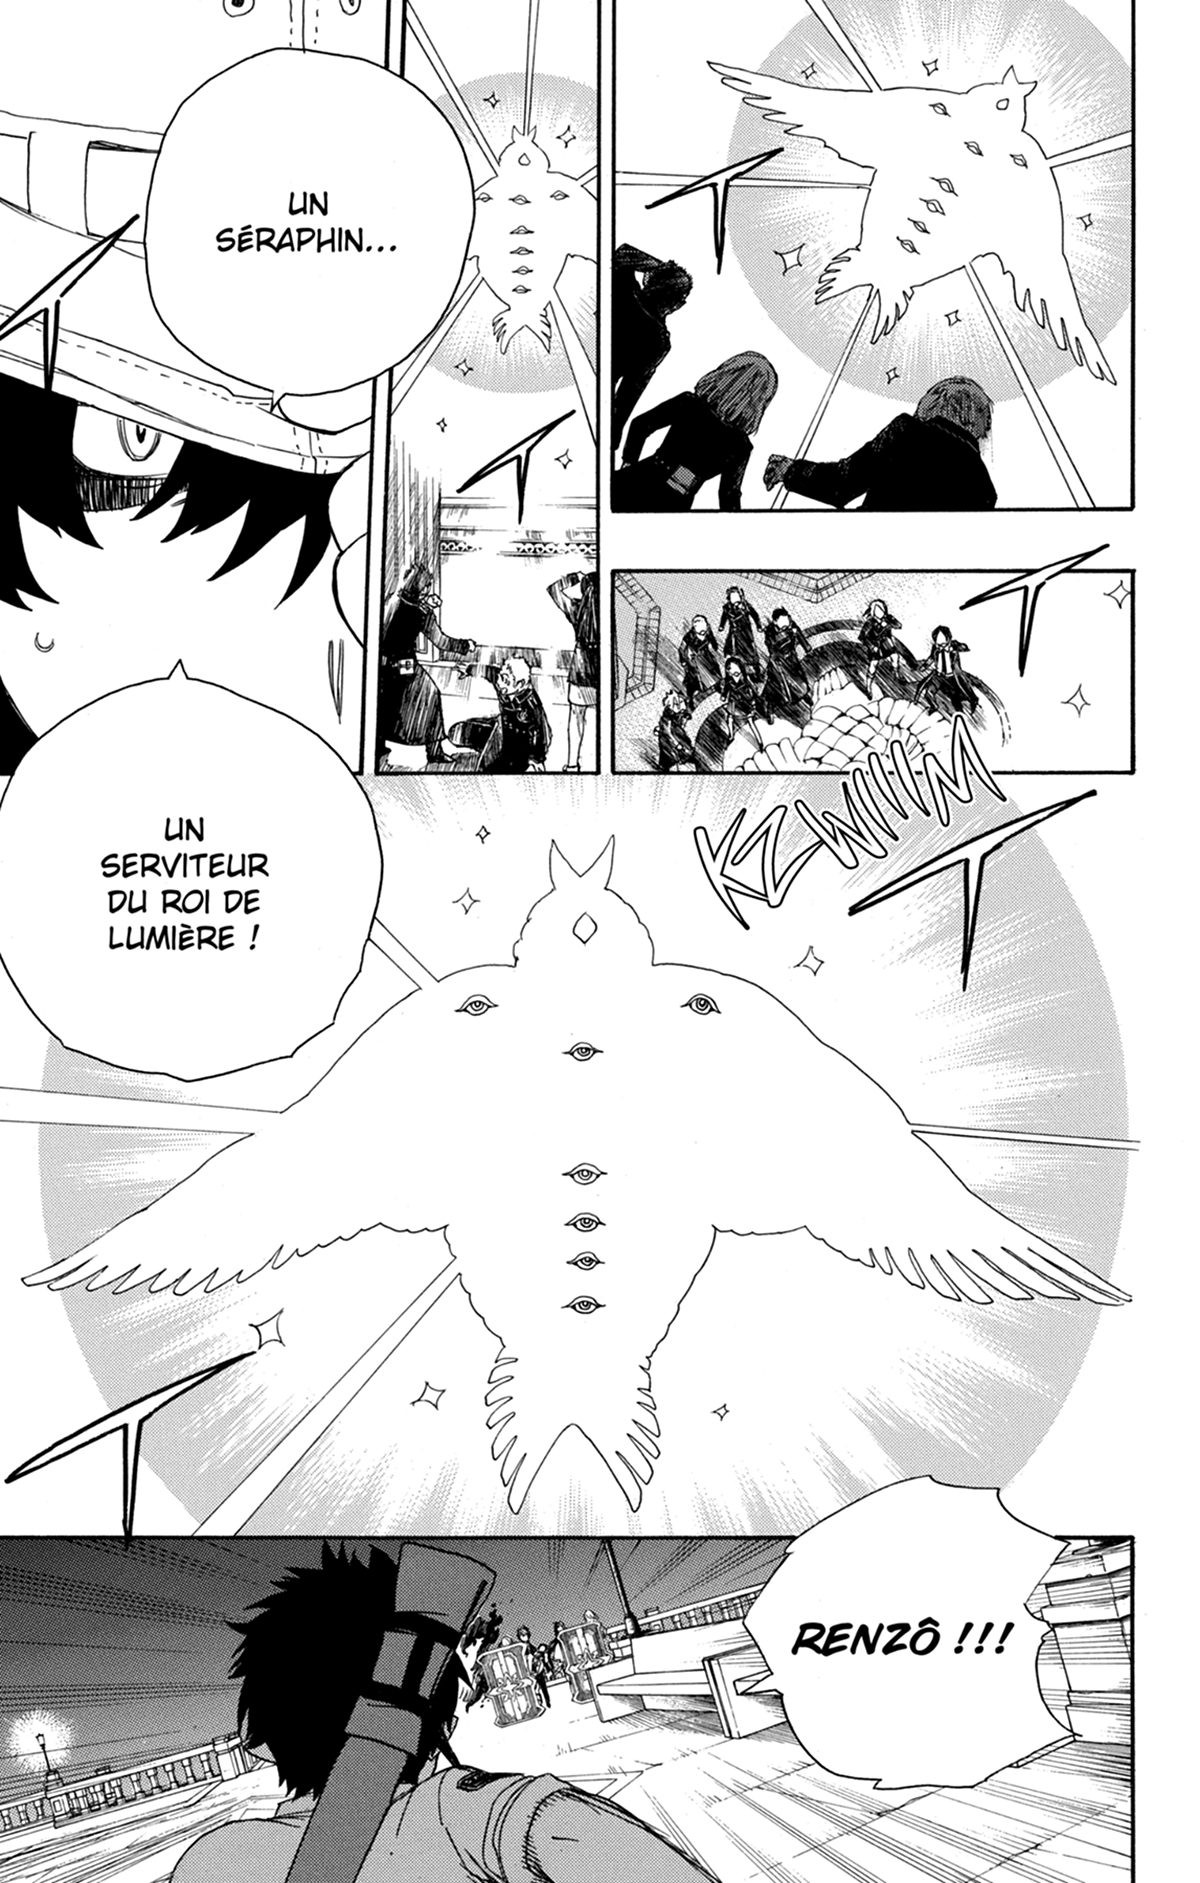 UN
SÉRAPHIN...
KZWIIIM
UN
SERVITEUR
DU ROI DE
LUMIÈRE !
RENZÔ !!!